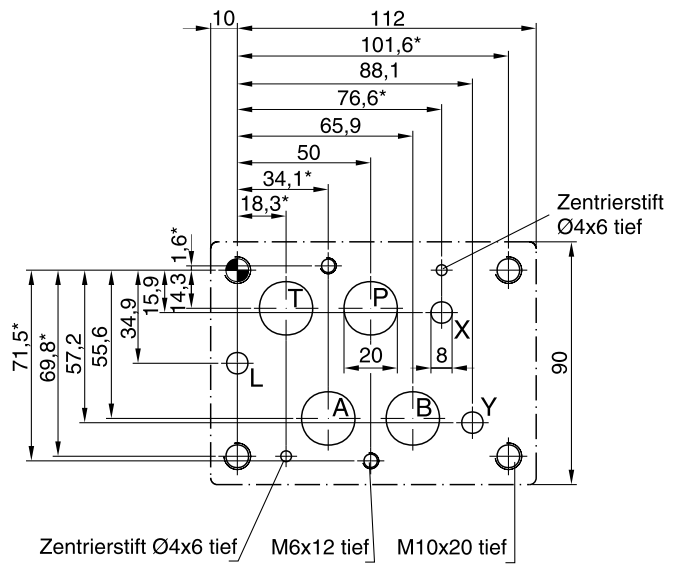 10
112
101,6*
88,1
76,6*
65,9
50
34,1*
18,3*
Zentrierstift
Ø4x6 tief
1,6*
14,3
15,9
34,9
55,6
57,2
69,8*
71,5*
T
P
X
20
8
90
L
A
B
Y
Zentrierstift Ø4x6 tief
M6x12 tief
M10x20 tief